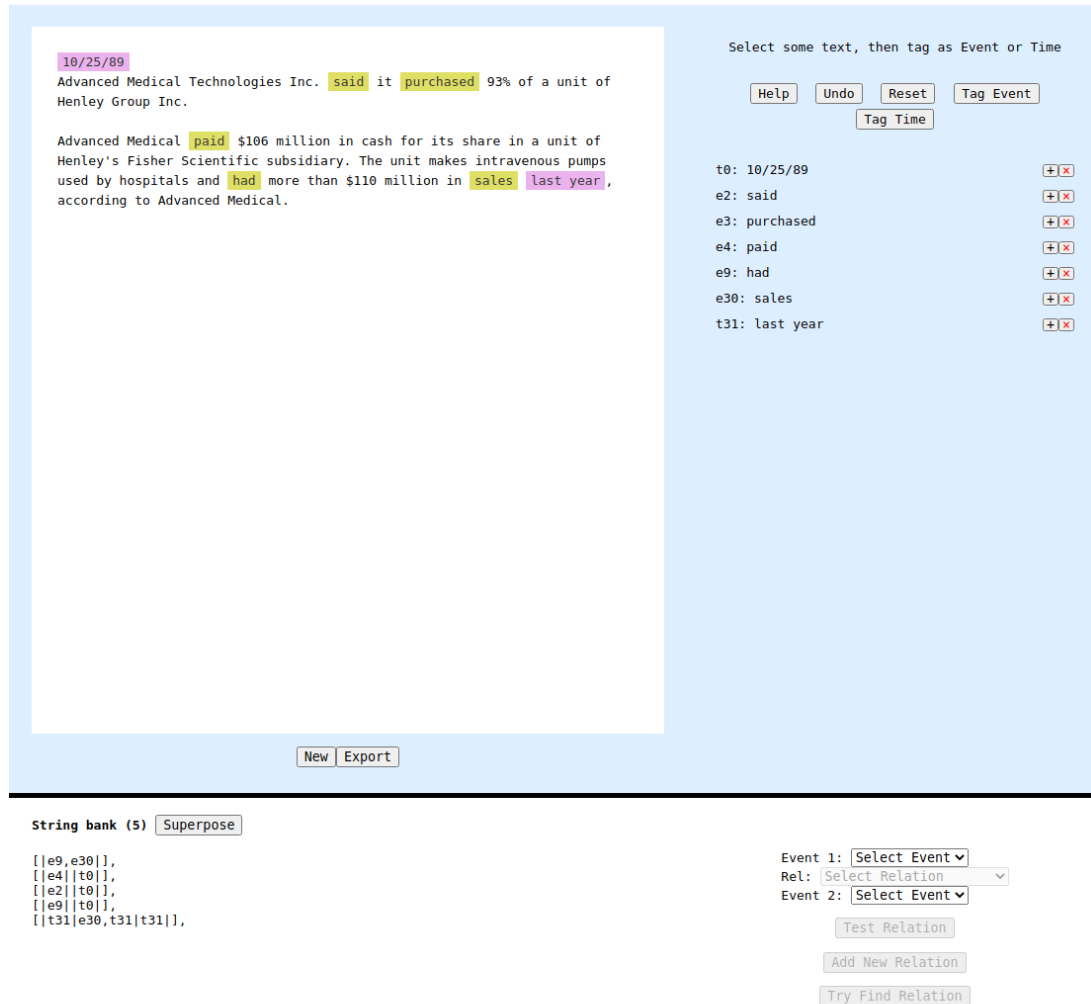 10/25/89
Advanced Medical Technologies Inc. said it purchased 93% of a unit of
Henley Group Inc.
Advanced Medical paid $106 million in cash for its share in a unit of
Henley's Fisher Scientific subsidiary. The unit makes intravenous pumps
used by hospitals and had more than $110 million in sales last year,
according to Advanced Medical.
New Export
Select some text, then tag as Event or Time
Help Undo Reset Tag Event
Tag Time
t0: 10/25/89 + ×
e2: said + ×
e3: purchased + ×
e4: paid + ×
e9: had + ×
e30: sales + ×
t31: last year + ×
String bank (5) Superpose
[|e9,e30|],
[|e4||t0|],
[|e2||t0|],
[|e9||t0|],
[|t31|e30,t31|t31|],
Event 1: Select Event
Rel: Select Relation
Event 2: Select Event
Test Relation
Add New Relation
Try Find Relation